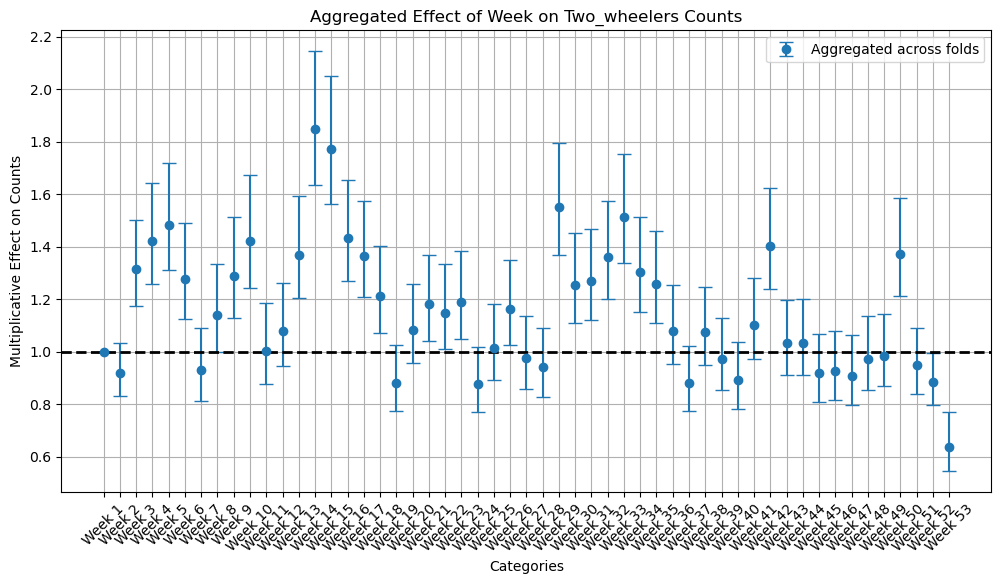 Aggregated Effect of Week on Two_wheelers Counts
Aggregated across folds
Multiplicative Effect on Counts
2.2
2.0
1.8
1.6
1.4
1.2
1.0
0.8
0.6
Week 1
Week 2
Week 3
Week 4
Week 5
Week 6
Week 7
Week 8
Week 9
Week 10
Week 11
Week 12
Week 13
Week 14
Week 15
Week 16
Week 17
Week 18
Week 19
Week 20
Week 21
Week 22
Week 23
Week 24
Week 25
Week 26
Week 27
Week 28
Week 29
Week 30
Week 31
Week 32
Week 33
Week 34
Week 35
Week 36
Week 37
Week 38
Week 39
Week 40
Week 41
Week 42
Week 43
Week 44
Week 45
Week 46
Week 47
Week 48
Week 49
Week 50
Week 51
Week 52
Week 53
Categories